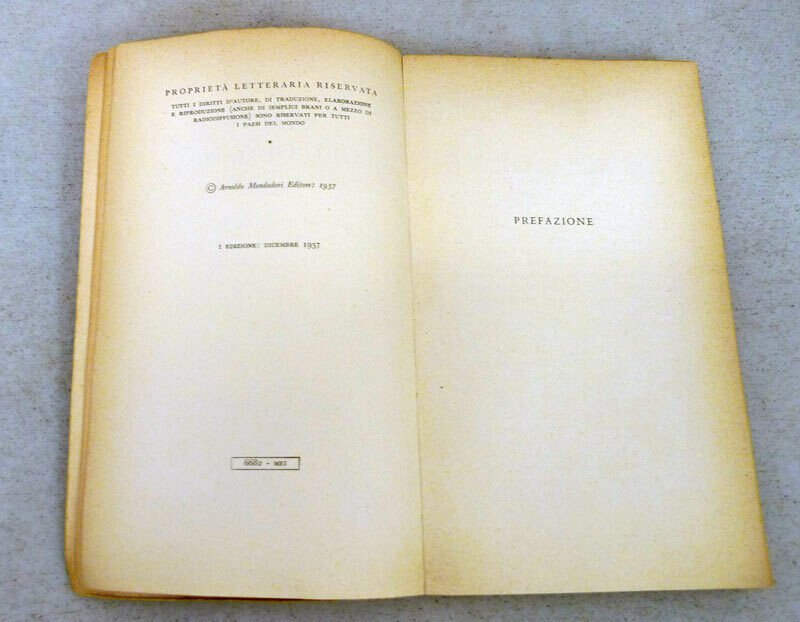 PROPRIETÀ LETTERARIA RISERVATA
TUTTI I DIRITTI D'AUTORE, DI TRADUZIONE, ELABORAZIONE
E RIPRODUZIONE (ANCHE DI SEMPLICI BRANI O A MEZZO DI
RADIODIFFUSIONE) SONO RISERVATI PER TUTTI
I PAESI DEL MONDO
*
© Arnoldo Mondadori Editore: 1957
I EDIZIONE: DICEMBRE 1957
6682 - MEI
PREFAZIONE